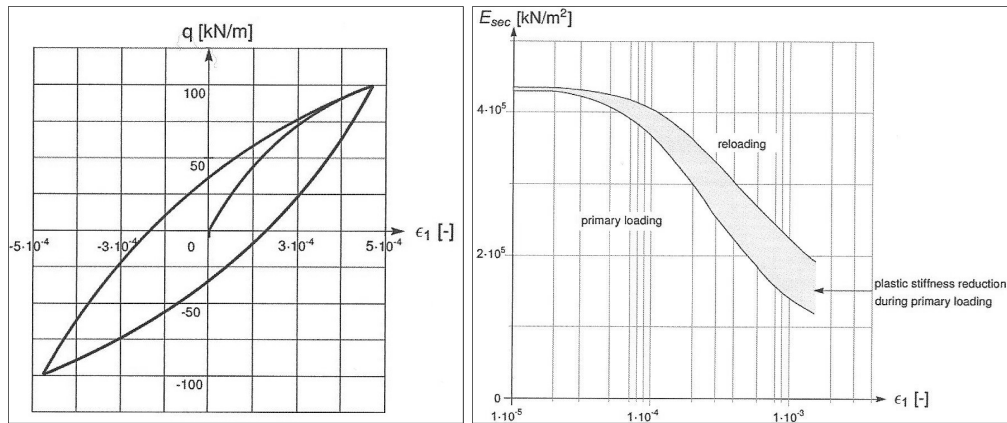 q [kN/m]
100
50
-5·10⁻⁴
-3·10⁻⁴
0
3·10⁻⁴
5·10⁻⁴
ϵ₁ [-]
-50
-100
E_sec [kN/m²]
4·10⁵
reloading
primary loading
2·10⁵
plastic stiffness reduction
during primary loading
0
1·10⁻⁵
1·10⁻⁴
1·10⁻³
ϵ₁ [-]